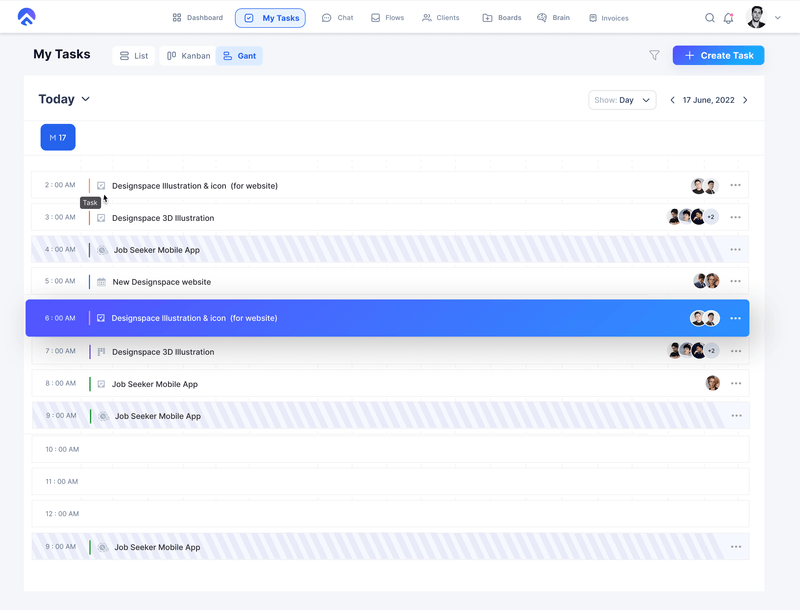 Dashboard My Tasks Chat Flows Clients Boards Brain Invoices
My Tasks List Kanban Gant Create Task
Today Show: Day 17 June, 2022
M 17
2 : 00 AM Designspace Illustration & icon (for website)
Task
3 : 00 AM Designspace 3D Illustration +2
4 : 00 AM Job Seeker Mobile App
5 : 00 AM New Designspace website
6 : 00 AM Designspace Illustration & icon (for website)
7 : 00 AM Designspace 3D Illustration +2
8 : 00 AM Job Seeker Mobile App
9 : 00 AM Job Seeker Mobile App
10 : 00 AM
11 : 00 AM
12 : 00 AM
9 : 00 AM Job Seeker Mobile App